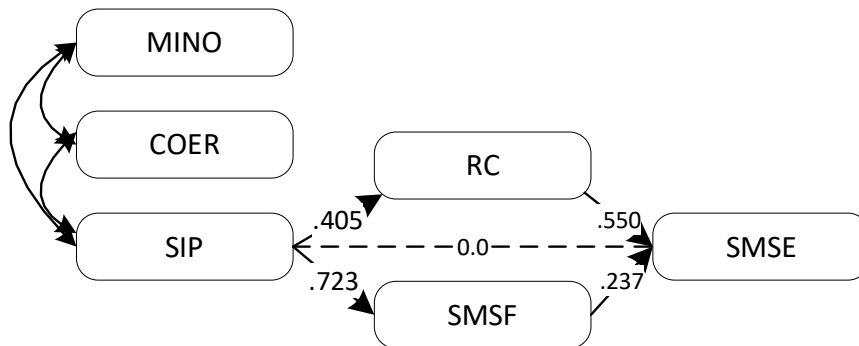 MINO
COER
RC
.405
.550
SIP
0.0
SMSE
.723
.237
SMSF